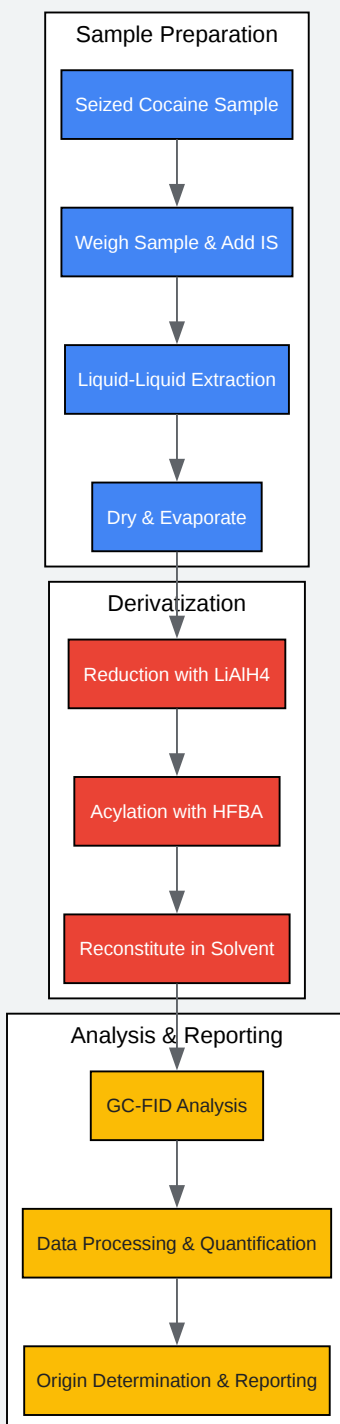 Sample Preparation
Seized Cocaine Sample
Weigh Sample & Add IS
Liquid-Liquid Extraction
Dry & Evaporate
Derivatization
Reduction with LiAlH4
Acylation with HFBA
Reconstitute in Solvent
Analysis & Reporting
GC-FID Analysis
Data Processing & Quantification
Origin Determination & Reporting